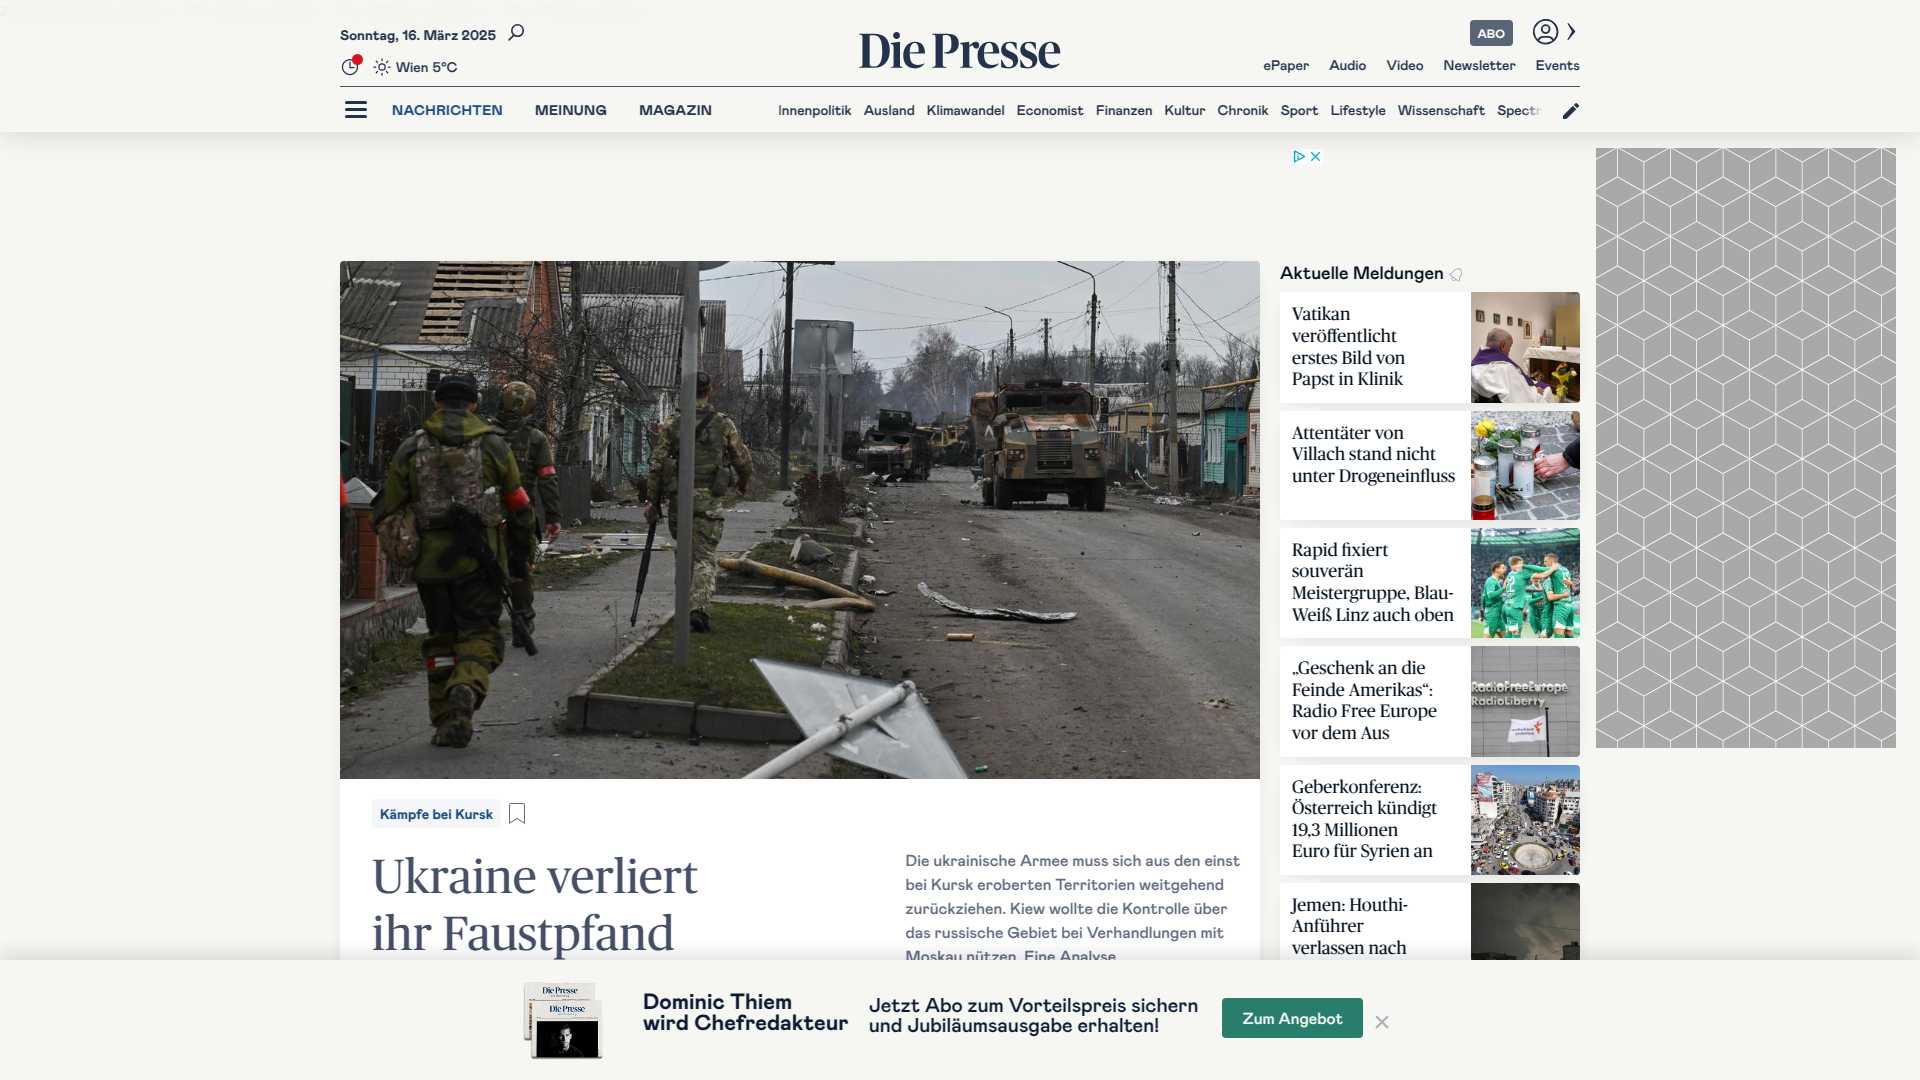 Sonntag, 16. März 2025
Wien 5°C
Die Presse
ABO
ePaper Audio Video Newsletter Events
NACHRICHTEN MEINUNG MAGAZIN
Innenpolitik Ausland Klimawandel Economist Finanzen Kultur Chronik Sport Lifestyle Wissenschaft
Kämpfe bei Kursk
Ukraine verliert
ihr Faustpfand
Die ukrainische Armee muss sich aus den einst
bei Kursk eroberten Territorien weitgehend
zurückziehen. Kiew wollte die Kontrolle über
das russische Gebiet bei Verhandlungen mit
Moskau nützen. Eine Analyse.
Aktuelle Meldungen
Vatikan
veröffentlicht
erstes Bild von
Papst in Klinik
Attentäter von
Villach stand nicht
unter Drogeneinfluss
Rapid fixiert
souverän
Meistergruppe, Blau-
Weiß Linz auch oben
„Geschenk an die
Feinde Amerikas“:
Radio Free Europe
vor dem Aus
RadioFreeEurope
RadioLiberty
Geberkonferenz:
Österreich kündigt
19,3 Millionen
Euro für Syrien an
Jemen: Houthi-
Anführer
verlassen nach
Die Presse
Die Presse
Dominic Thiem
wird Chefredakteur
Jetzt Abo zum Vorteilspreis sichern
und Jubiläumsausgabe erhalten!
Zum Angebot